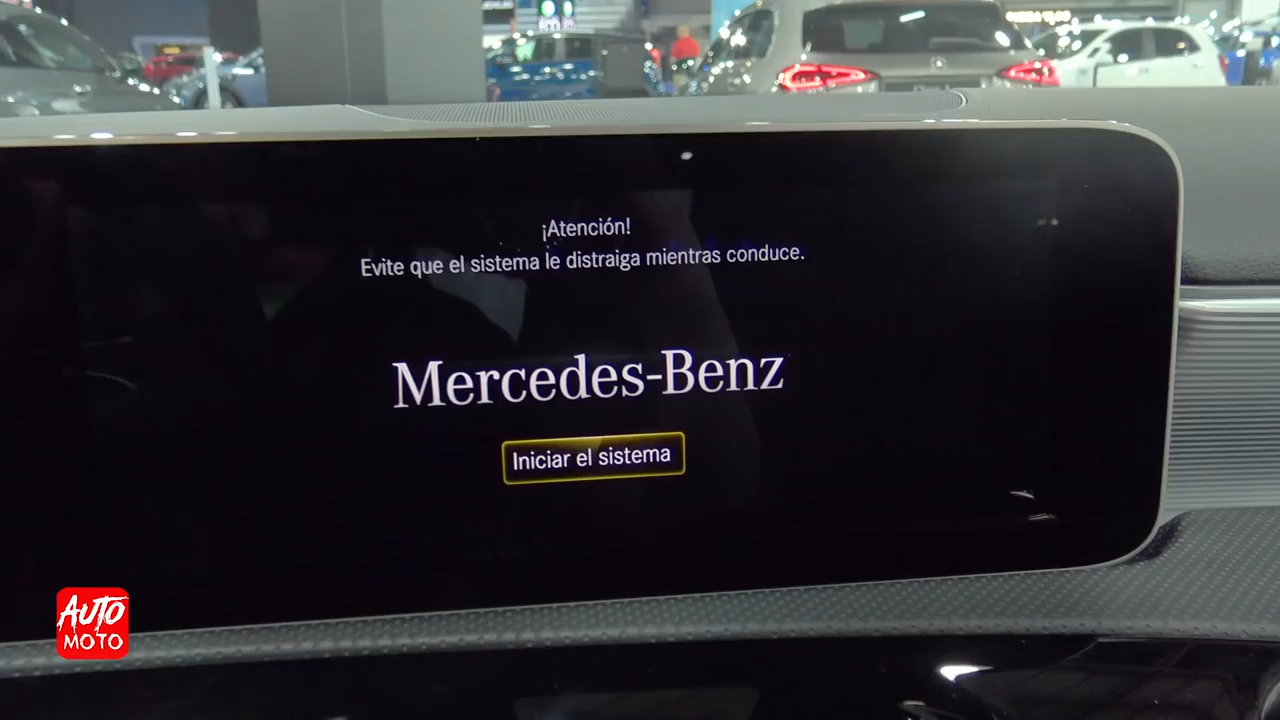 ¡Atención!
Evite que el sistema le distraiga mientras conduce.
Mercedes-Benz
Iniciar el sistema
AUTO
MOTO